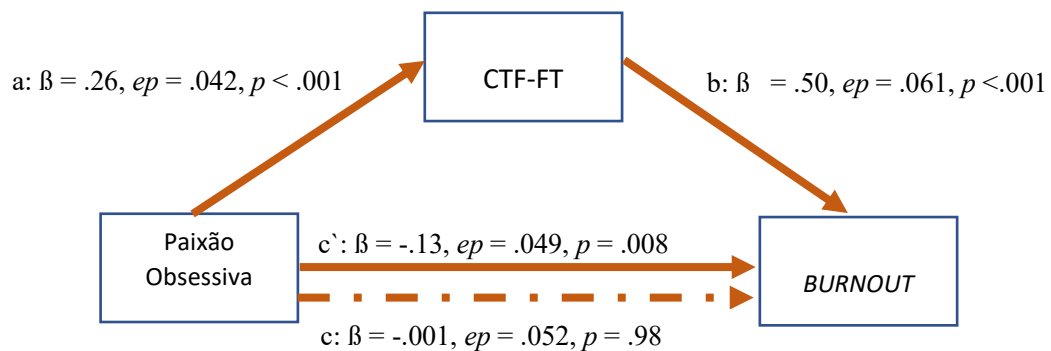 CTF-FT
a: ß = .26, ep = .042, p < .001
b: ß = .50, ep = .061, p <.001
Paixão
Obsessiva
c`: ß = -.13, ep = .049, p = .008
BURNOUT
c: ß = -.001, ep = .052, p = .98